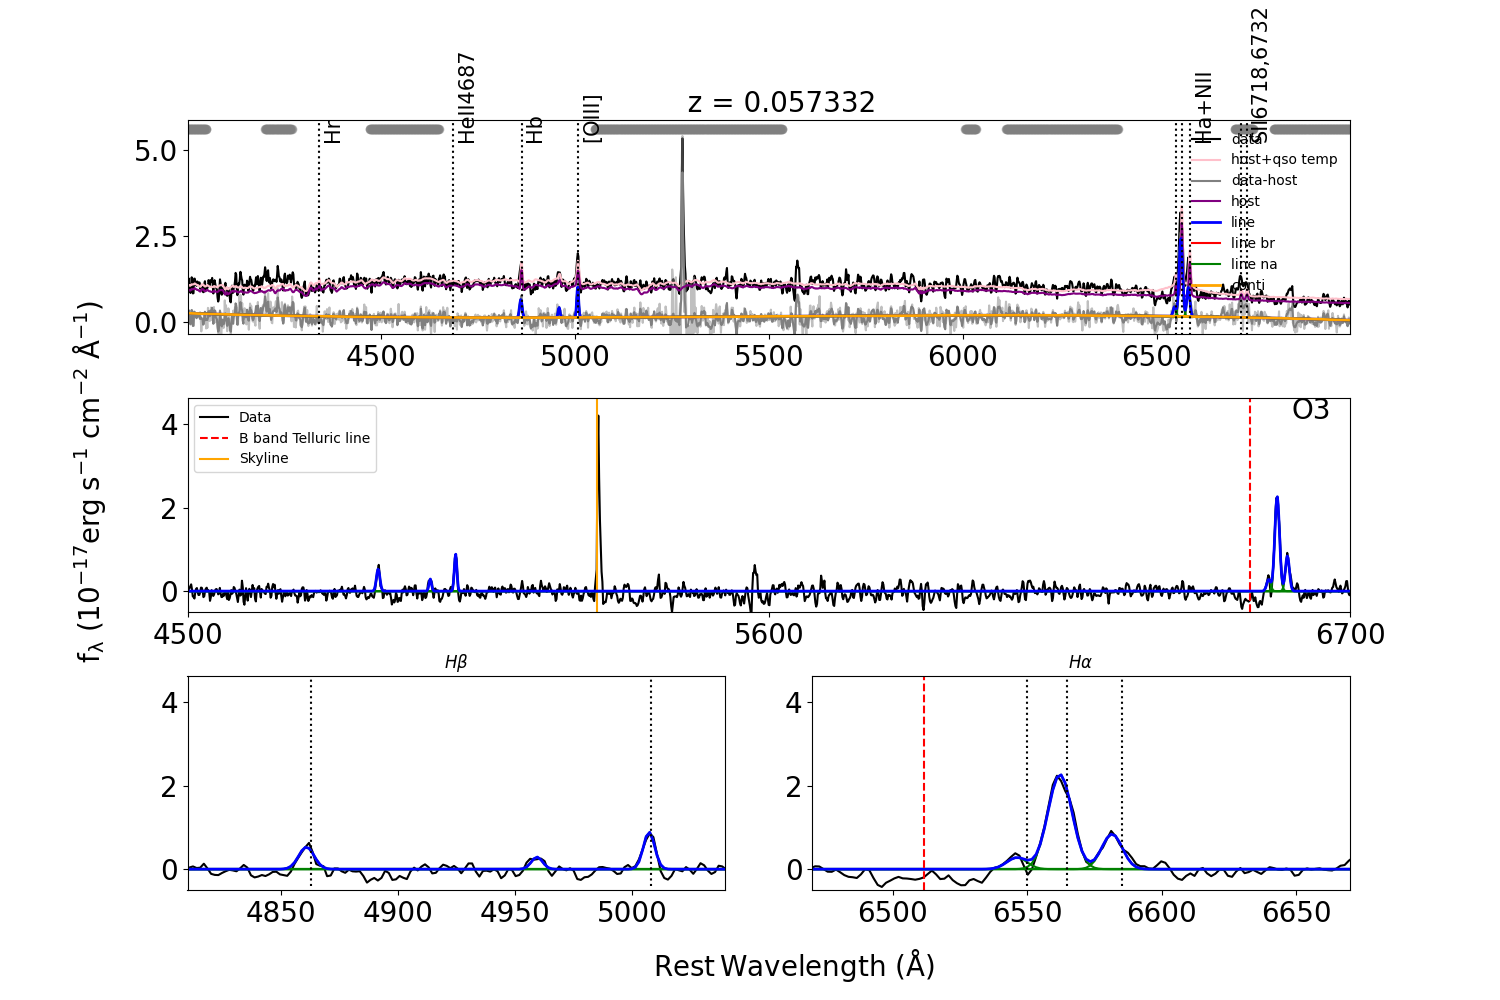 z = 0.057332
Hr
HeII4687
Hb
[OIII]
Ha+NII
SII6718,6732
data
host+qso temp
data-host
host
line
line br
line na
conti
5.0
2.5
0.0
4500 5000 5500 6000 6500
O3
Data
B band Telluric line
Skyline
4
2
0
4500 5600 6700
fλ (10⁻¹⁷erg s⁻¹ cm⁻² Å⁻¹)
Hβ
4
2
0
4850 4900 4950 5000
Hα
4
2
0
6500 6550 6600 6650
Rest Wavelength (Å)